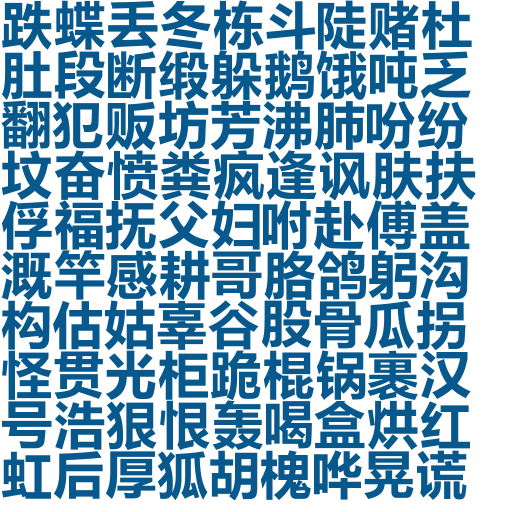 跌蝶丢冬栋斗陡赌杜
肚段断缎躲鹅饿吨乏
翻犯贩坊芳沸肺吩纷
坟奋愤粪疯逢讽肤扶
俘福抚父妇咐赴傅盖
溉竿感耕哥胳鸽躬沟
构估姑辜谷股骨瓜拐
怪贯光柜跪棍锅裹汉
号浩狠恨轰喝盒烘红
虹后厚狐胡槐哗晃谎